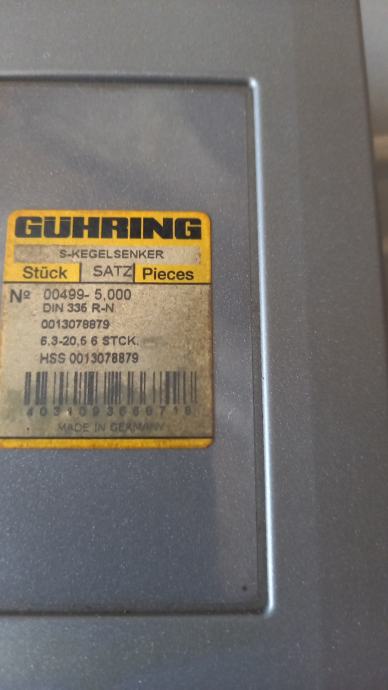 GÜHRING
S-KEGELSENKER
Stück SATZ Pieces
Nº 00499- 5,000
DIN 335 R-N
0013078879
6.3-20,5 6 STCK.
HSS 0013078879
MADE IN GERMANY